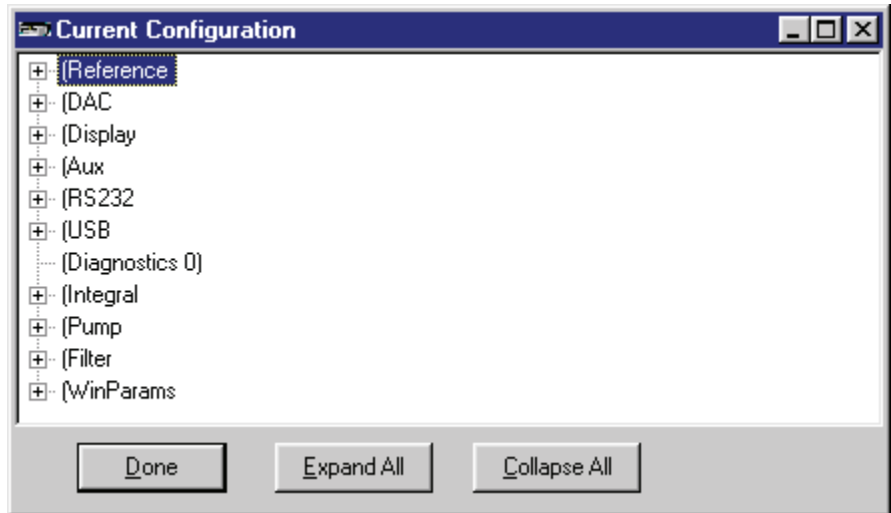 Current Configuration
(Reference
(DAC
(Display
(Aux
(RS232
(USB
(Diagnostics 0)
(Integral
(Pump
(Filter
(WinParams
Done Expand All Collapse All